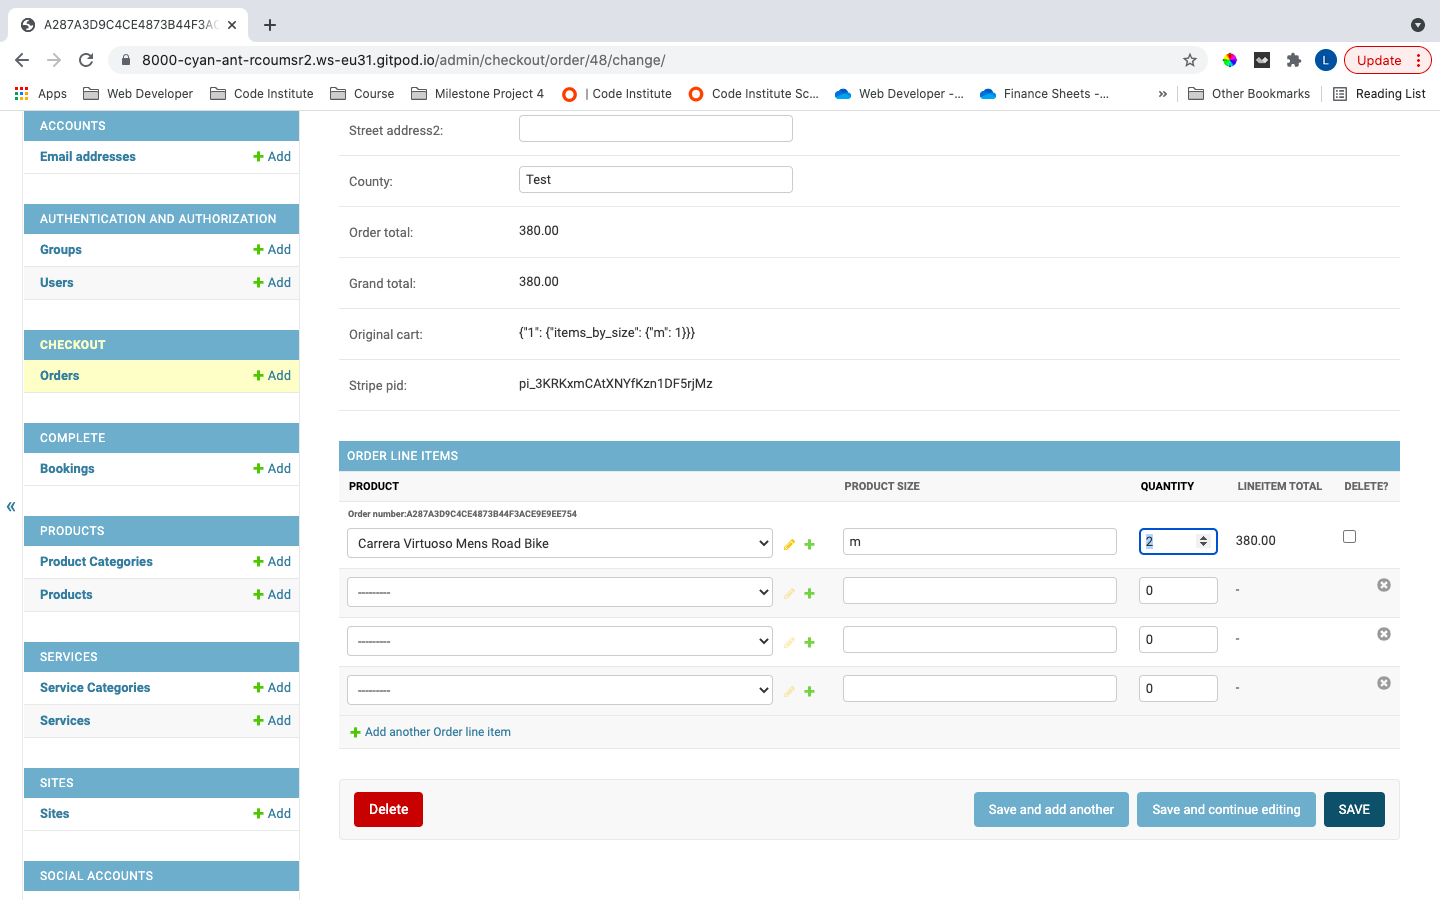 A287A3D9C4CE4873B44F3AC
8000-cyan-ant-rcoumsr2.ws-eu31.gitpod.io/admin/checkout/order/48/change/
L
Update
Apps
Web Developer
Code Institute
Course
Milestone Project 4
| Code Institute
Code Institute Sc...
Web Developer -...
Finance Sheets -...
»
Other Bookmarks
Reading List
ACCOUNTS
Email addresses
Add
AUTHENTICATION AND AUTHORIZATION
Groups
Add
Users
Add
CHECKOUT
Orders
Add
COMPLETE
Bookings
Add
PRODUCTS
Product Categories
Add
Products
Add
SERVICES
Service Categories
Add
Services
Add
SITES
Sites
Add
SOCIAL ACCOUNTS
«
Street address2:
County:
Test
Order total:
380.00
Grand total:
380.00
Original cart:
{"1": {"items_by_size": {"m": 1}}}
Stripe pid:
pi_3KRKxmCAtXNYfKzn1DF5rjMz
ORDER LINE ITEMS
PRODUCT
PRODUCT SIZE
QUANTITY
LINEITEM TOTAL
DELETE?
Order number:A287A3D9C4CE4873B44F3ACE9E9EE754
Carrera Virtuoso Mens Road Bike
m
2
380.00
---------
0
-
---------
0
-
---------
0
-
Add another Order line item
Delete
Save and add another
Save and continue editing
SAVE